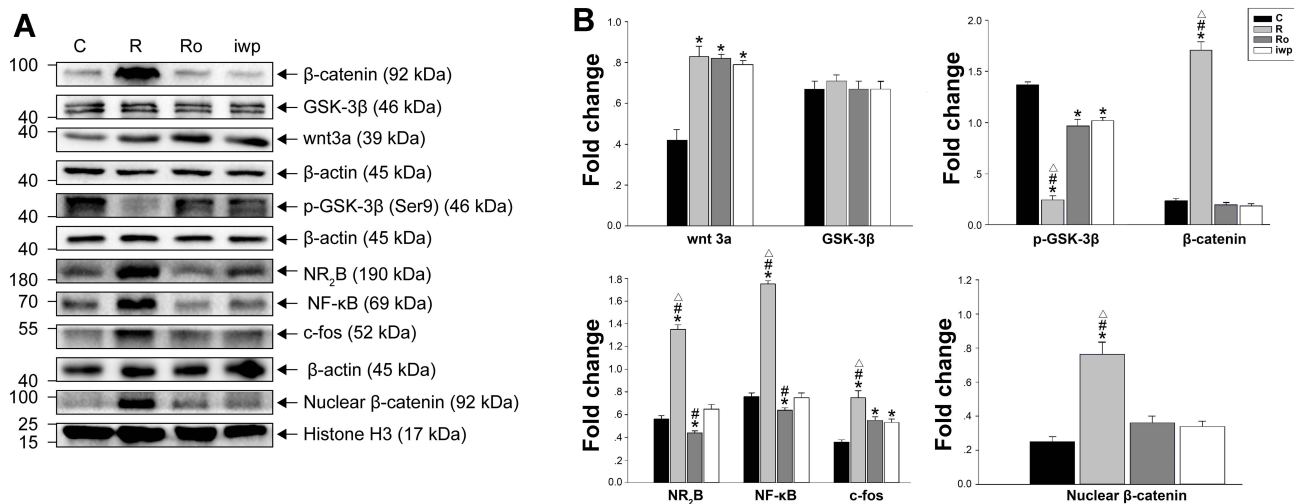 A
C R Ro iwp
100
β-catenin (92 kDa)
GSK-3β (46 kDa)
40
40
wnt3a (39 kDa)
β-actin (45 kDa)
40
p-GSK-3β (Ser9) (46 kDa)
40
β-actin (45 kDa)
40
NR2B (190 kDa)
180
70
NF-κB (69 kDa)
55
c-fos (52 kDa)
β-actin (45 kDa)
40
100
Nuclear β-catenin (92 kDa)
25
Histone H3 (17 kDa)
15
B
C
R
Ro
iwp
Fold change
1.0
.8
.6
.4
.2
0.0
* * *
wnt 3a GSK-3β
Fold change
2.0
1.5
1.0
.5
0.0
△ △
# #
* * * *
p-GSK-3β β-catenin
Fold change
1.8
1.6
1.4
1.2
1.0
.8
.6
.4
.2
△ △ △
# # # # #
* * * * * * *
NR2B NF-κB c-fos
Fold change
1.2
1.0
.8
.6
.4
.2
0.0
△
#
*
Nuclear β-catenin